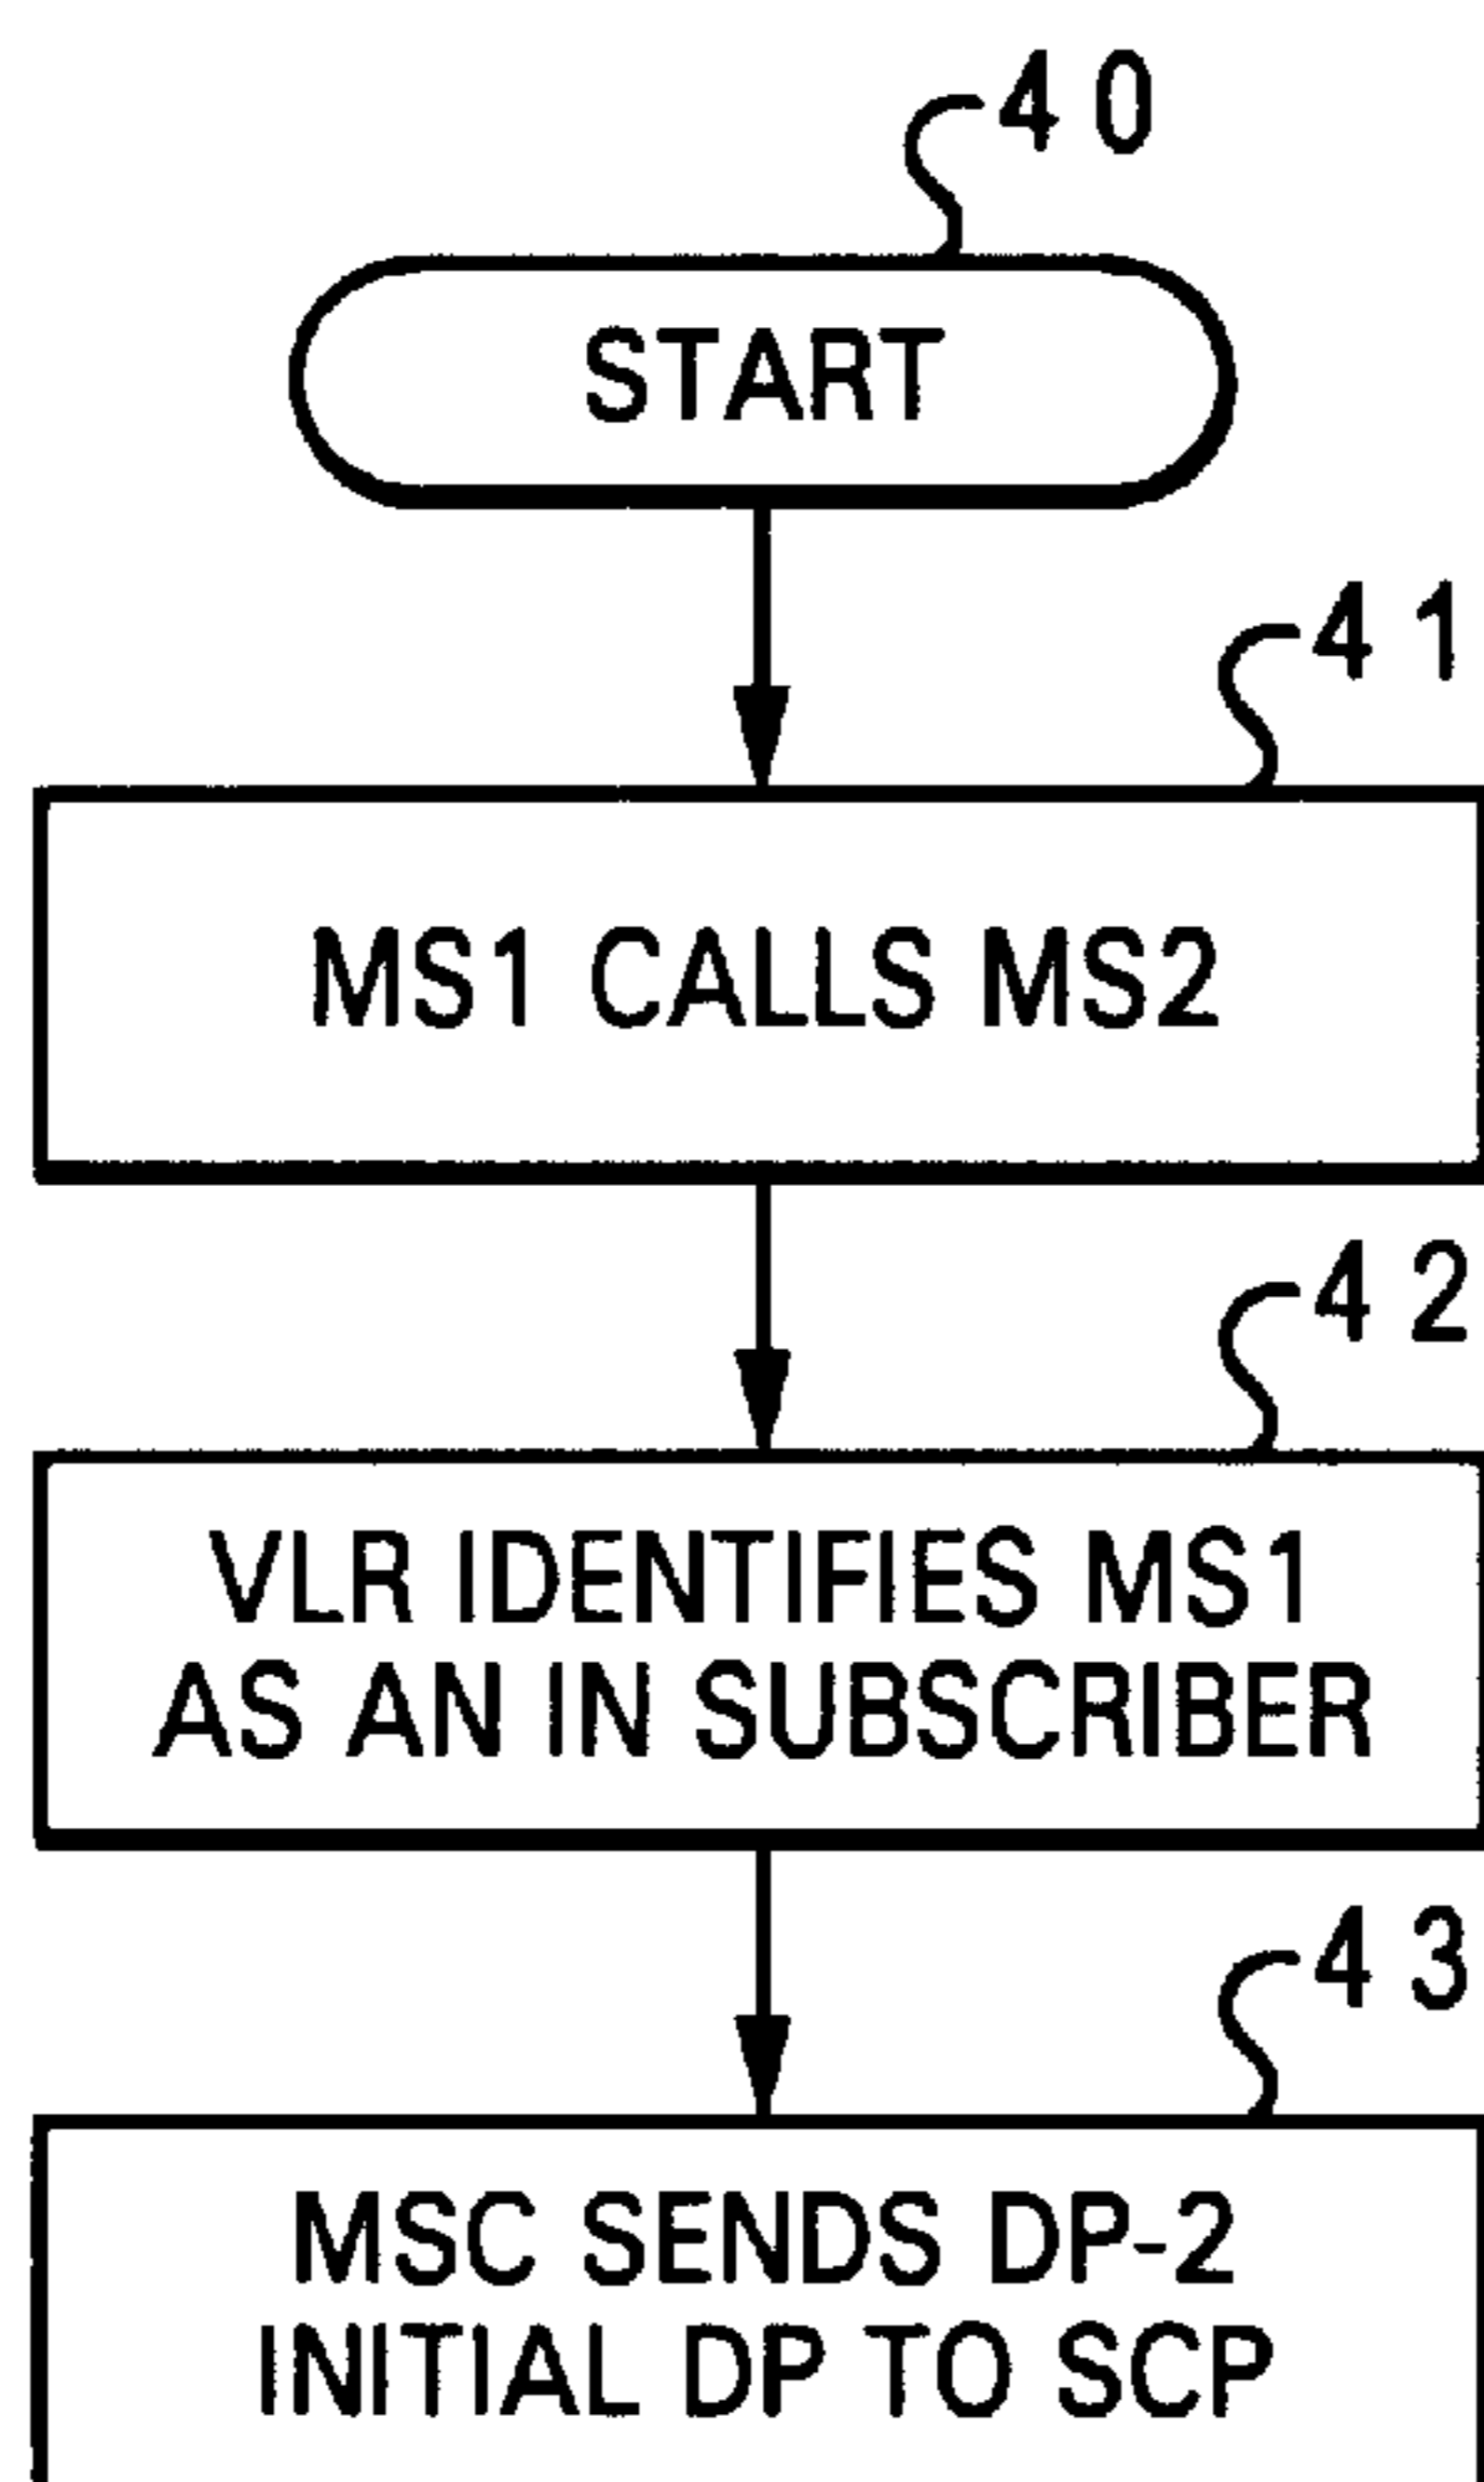 40
START
41
MS1 CALLS MS2
42
VLR IDENTIFIES MS1
AS AN IN SUBSCRIBER
43
MSC SENDS DP-2
INITIAL DP TO SCP